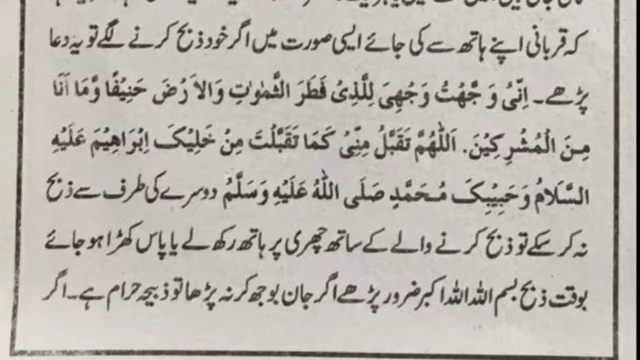 کہ قربانی اپنے ہاتھ سے کی جائے ایسی صورت میں اگر خود ذبح کرنے لگے تو یہ دعا
پڑھے۔ اِنِّیْ وَ جَّهْتُ وَجْهِیَ لِلَّذِیْ فَطَرَ الثَّمٰوٰتِ وَالاَرْضَ حَنِیْفًا وَّمَا اَنَا
مِنَ الْمُشْرِکِیْنَ. اَللّٰهُمَّ تَقَبَّلْ مِنِّیْ کَمَا تَقَبَّلْتَ مِنْ خَلِیْکَ اِبْرَاهِیْمَ عَلَیْهِ
السَّلَامُ وَحَبِیْبِکَ مُحَمَّدٍ صَلَی اللّٰهُ عَلَیْهِ وَسَلَّمُ دوسرے کی طرف سے ذبح
نہ کر سکے تو ذبح کرنے والے کے ساتھ چھری پر ہاتھ رکھ لے یا پاس کھڑا ہو جائے
بوقت ذبح بسم اللہ اللہ اکبر ضرور پڑھے اگر جان بوجھ کر نہ پڑھا تو ذبیحہ حرام ہے۔ اگر